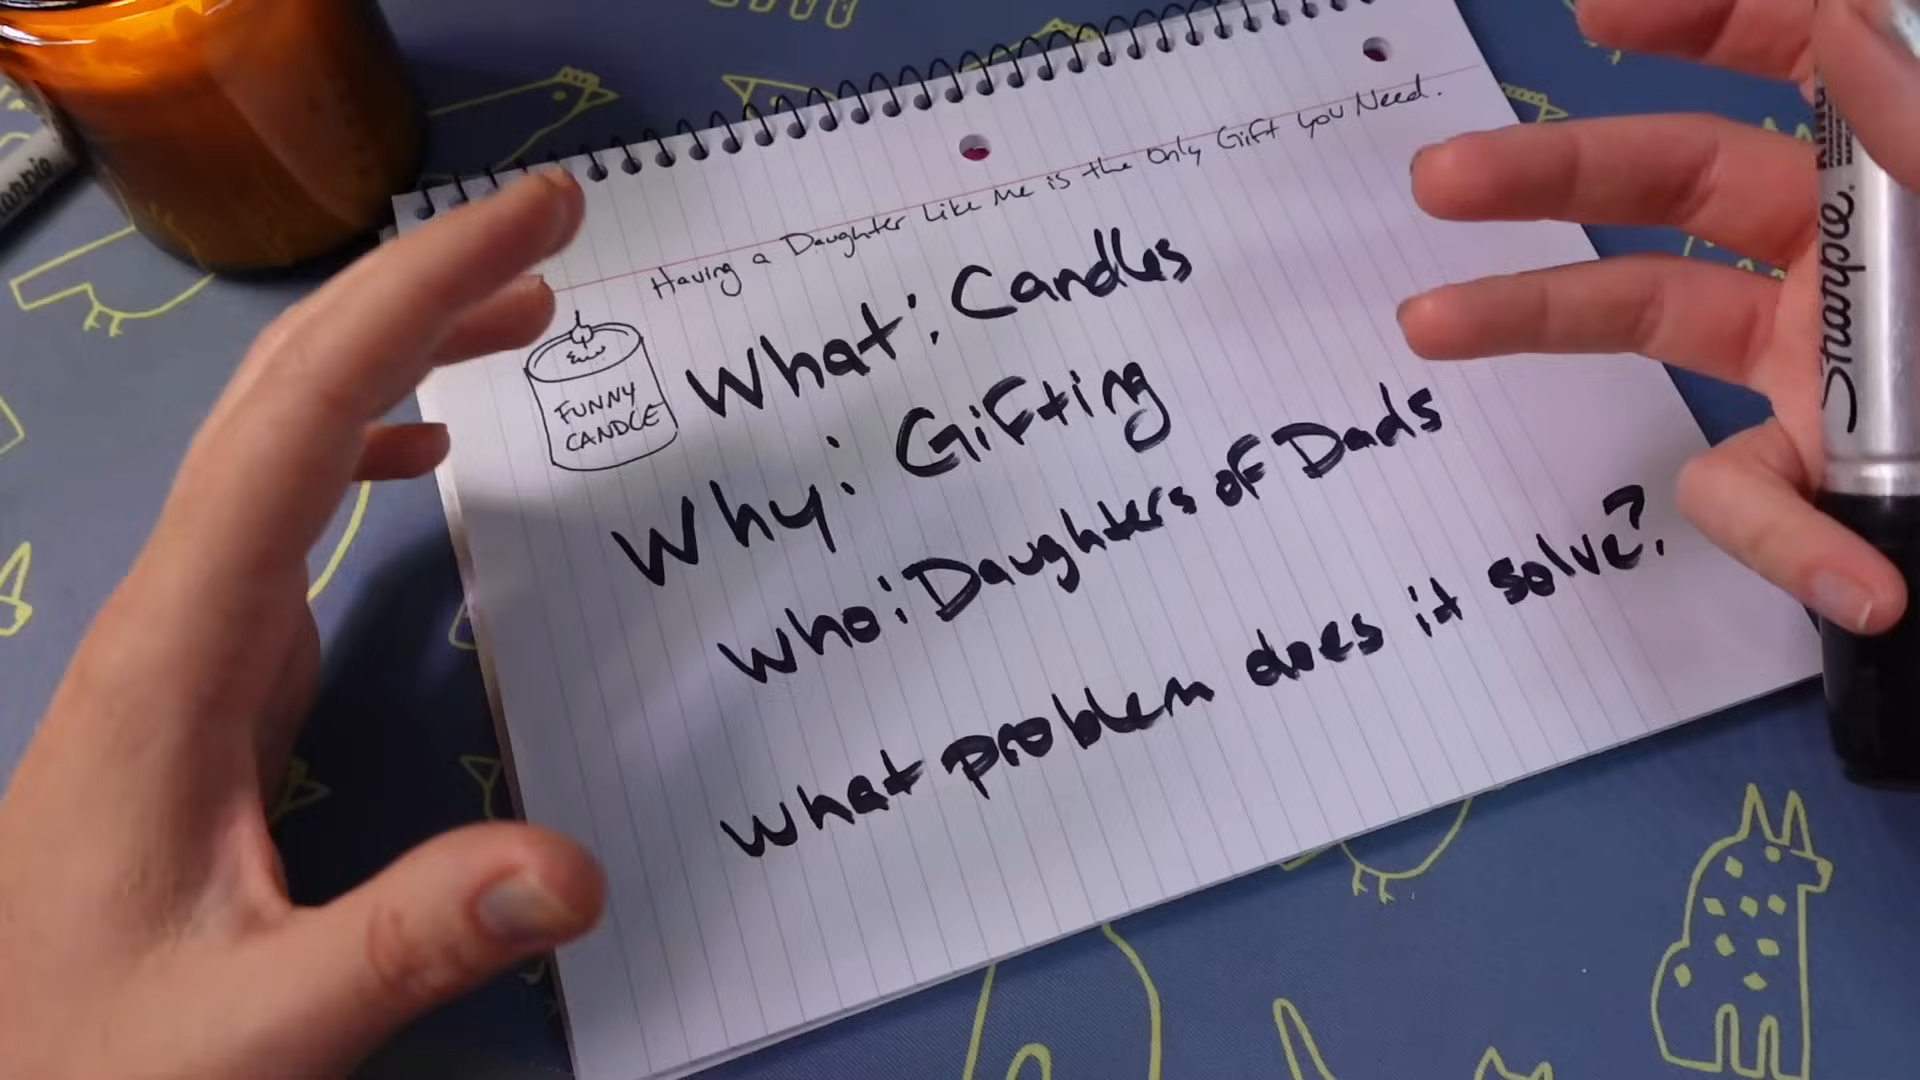 Having a Daughter Like Me is the Only Gift You Need.
What: Candles
FUNNY
CANDLE
Why: Gifting
Who: Daughters of Dads
What problem does it solve?
Sharpie.